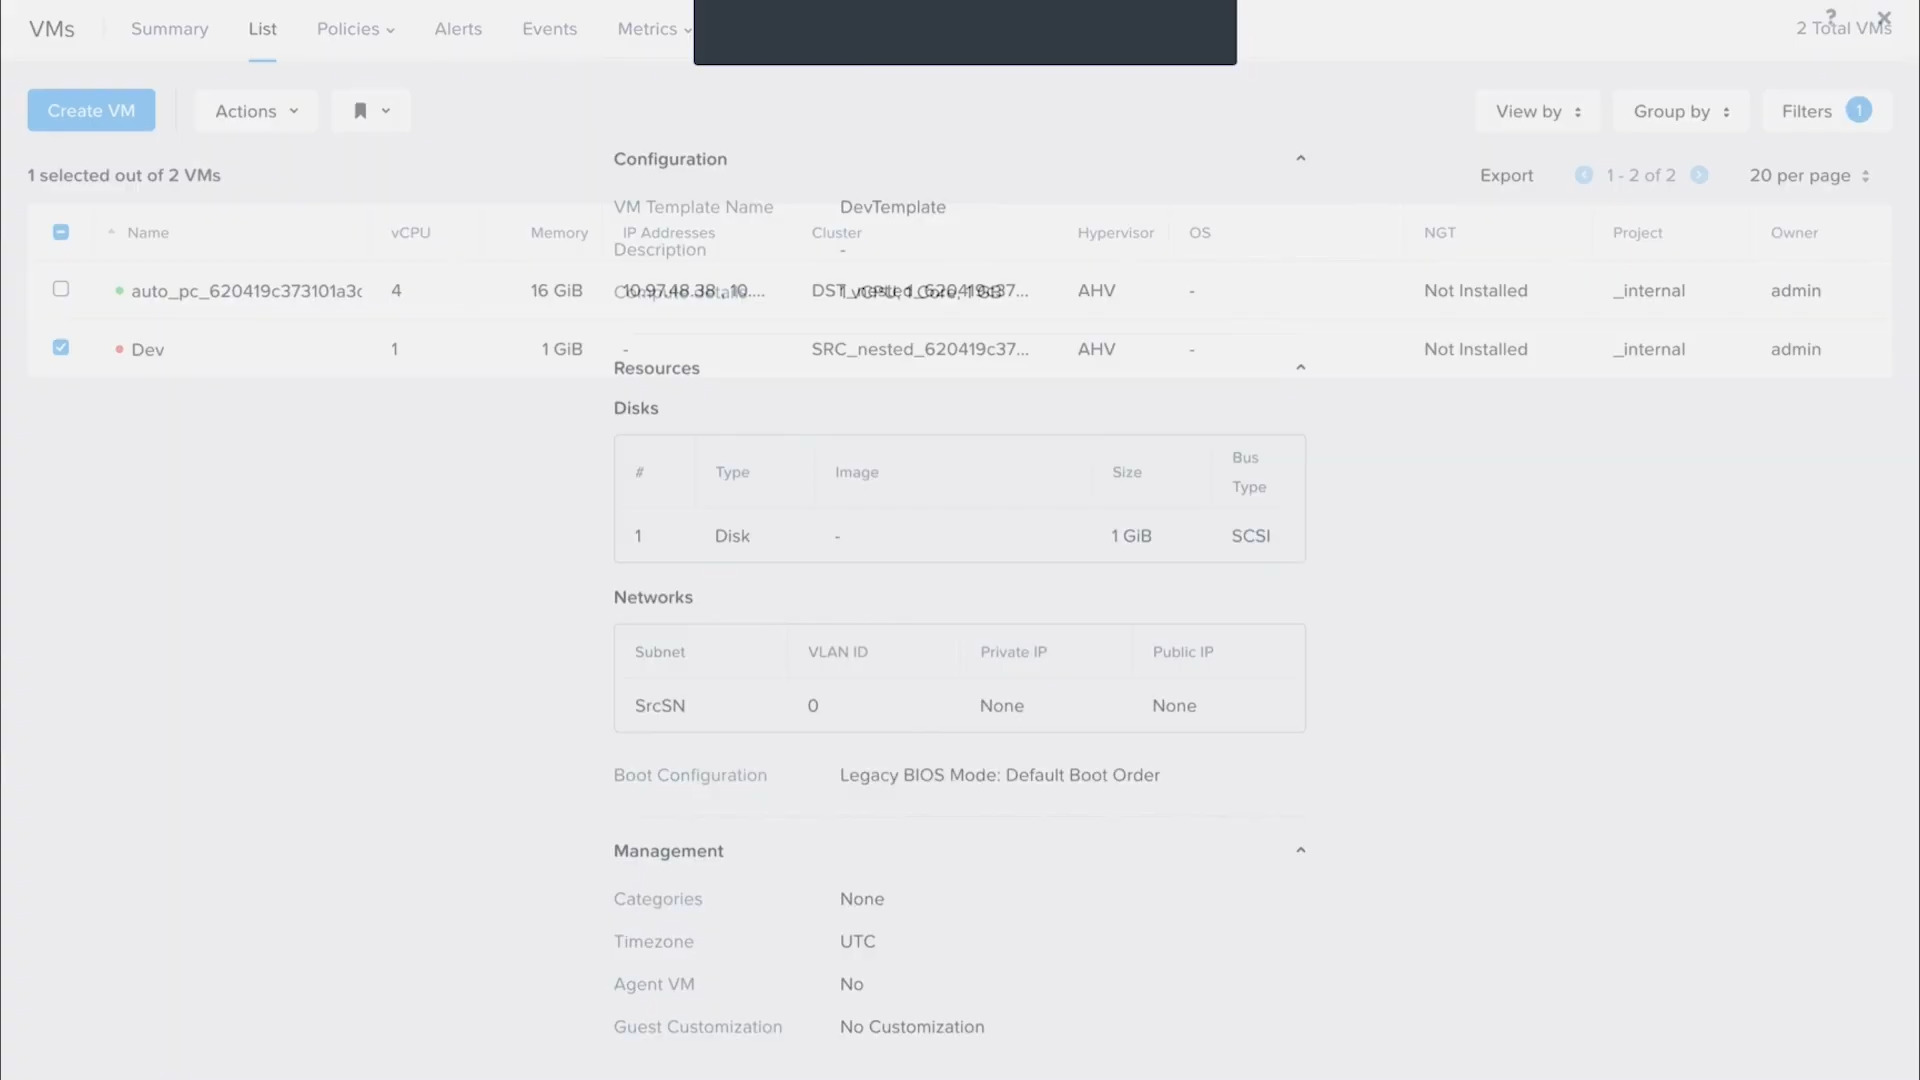 VMs Summary List Policies Alerts Events Metrics ? 2 Total VMs
Create VM Actions View by Group by Filters 1
1 selected out of 2 VMs Export 1 - 2 of 2 20 per page
Configuration
VM Template Name DevTemplate
Name vCPU Memory IP Addresses Cluster Hypervisor OS NGT Project Owner
Description -
auto_pc_620419c373101a3c 4 16 GiB 10.97.48.38, 10.... AHV - Not Installed _internal admin
Dev 1 1 GiB - SRC_nested_620419c37... AHV - Not Installed _internal admin
Resources
Disks
# Type Image Size Bus Type
1 Disk - 1 GiB SCSI
Networks
Subnet VLAN ID Private IP Public IP
SrcSN 0 None None
Boot Configuration Legacy BIOS Mode: Default Boot Order
Management
Categories None
Timezone UTC
Agent VM No
Guest Customization No Customization